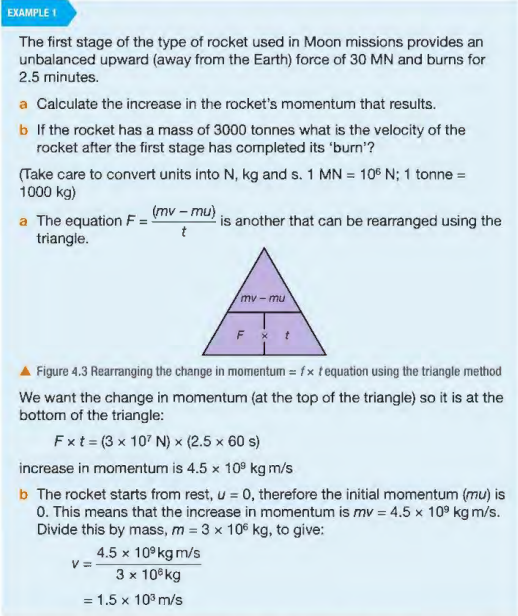 EXAMPLE 1
The first stage of the type of rocket used in Moon missions provides an
unbalanced upward (away from the Earth) force of 30 MN and burns for
2.5 minutes.
a Calculate the increase in the rocket's momentum that results.
b If the rocket has a mass of 3000 tonnes what is the velocity of the
rocket after the first stage has completed its 'burn'?
(Take care to convert units into N, kg and s. 1 MN = 10⁶ N; 1 tonne =
1000 kg)
a The equation F = (mv – mu) / t is another that can be rearranged using the
triangle.
mv – mu
F × t
▲ Figure 4.3 Rearranging the change in momentum = f × t equation using the triangle method
We want the change in momentum (at the top of the triangle) so it is at the
bottom of the triangle:
F × t = (3 × 10⁷ N) × (2.5 × 60 s)
increase in momentum is 4.5 × 10⁹ kg m/s
b The rocket starts from rest, u = 0, therefore the initial momentum (mu) is
0. This means that the increase in momentum is mv = 4.5 × 10⁹ kg m/s.
Divide this by mass, m = 3 × 10⁶ kg, to give:
v = 4.5 × 10⁹ kg m/s / 3 × 10⁶ kg
= 1.5 × 10³ m/s